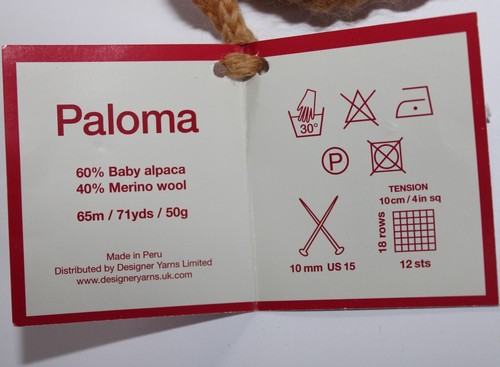 Paloma
60% Baby alpaca
40% Merino wool
65m / 71yds / 50g
Made in Peru
Distributed by Designer Yarns Limited
www.designeryarns.uk.com
30°
P
TENSION
10cm / 4in sq
18 rows
12 sts
10 mm US 15